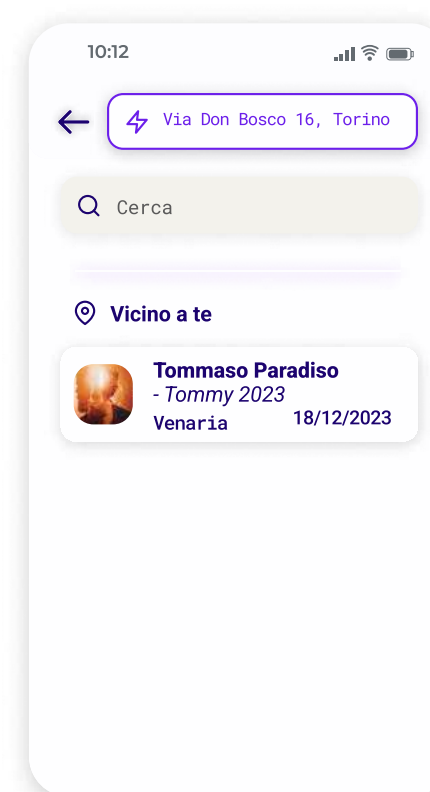 10:12
Via Don Bosco 16, Torino
Cerca
Vicino a te
Tommaso Paradiso
- Tommy 2023
Venaria
18/12/2023